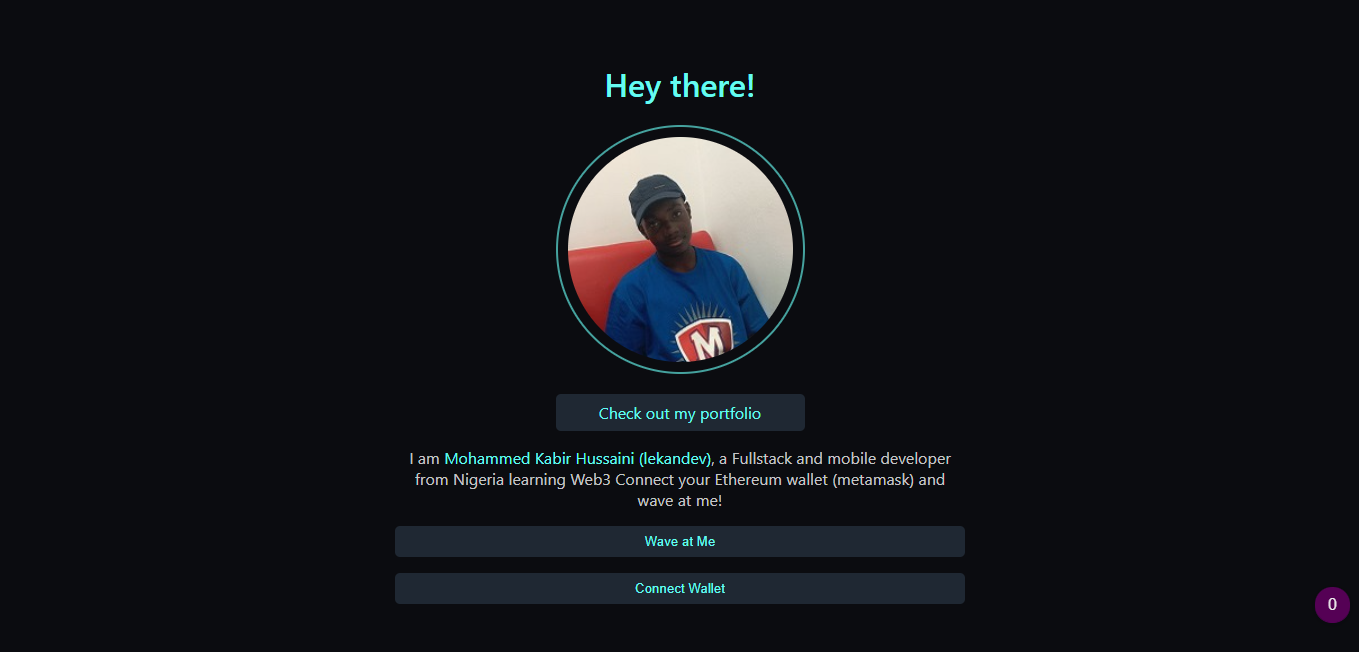 Hey there!
M
Check out my portfolio
I am Mohammed Kabir Hussaini (lekandev), a Fullstack and mobile developer
from Nigeria learning Web3 Connect your Ethereum wallet (metamask) and
wave at me!
Wave at Me
Connect Wallet
0